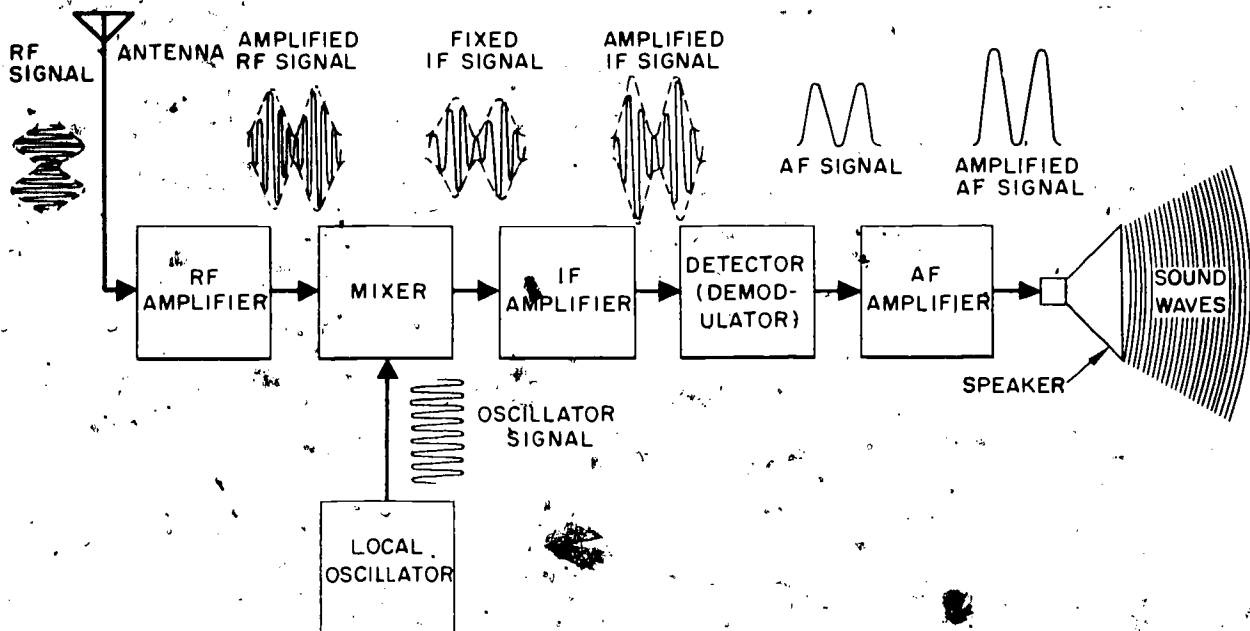 RF
SIGNAL
ANTENNA
AMPLIFIED
RF SIGNAL
FIXED
IF SIGNAL
AMPLIFIED
IF SIGNAL
AF SIGNAL
AMPLIFIED
AF SIGNAL
RF
AMPLIFIER
MIXER
IF
AMPLIFIER
DETECTOR
(DEMOD-
ULATOR)
AF
AMPLIFIER
SOUND
WAVES
SPEAKER
OSCILLATOR
SIGNAL
LOCAL
OSCILLATOR